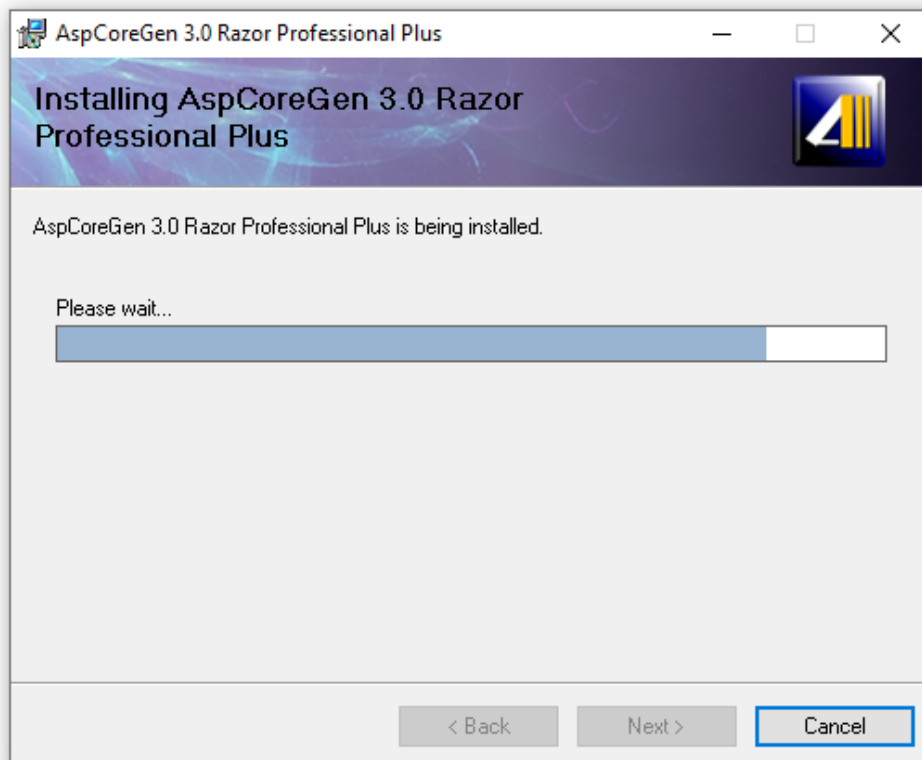 AspCoreGen 3.0 Razor Professional Plus
Installing AspCoreGen 3.0 Razor
Professional Plus
AspCoreGen 3.0 Razor Professional Plus is being installed.
Please wait...
< Back
Next >
Cancel